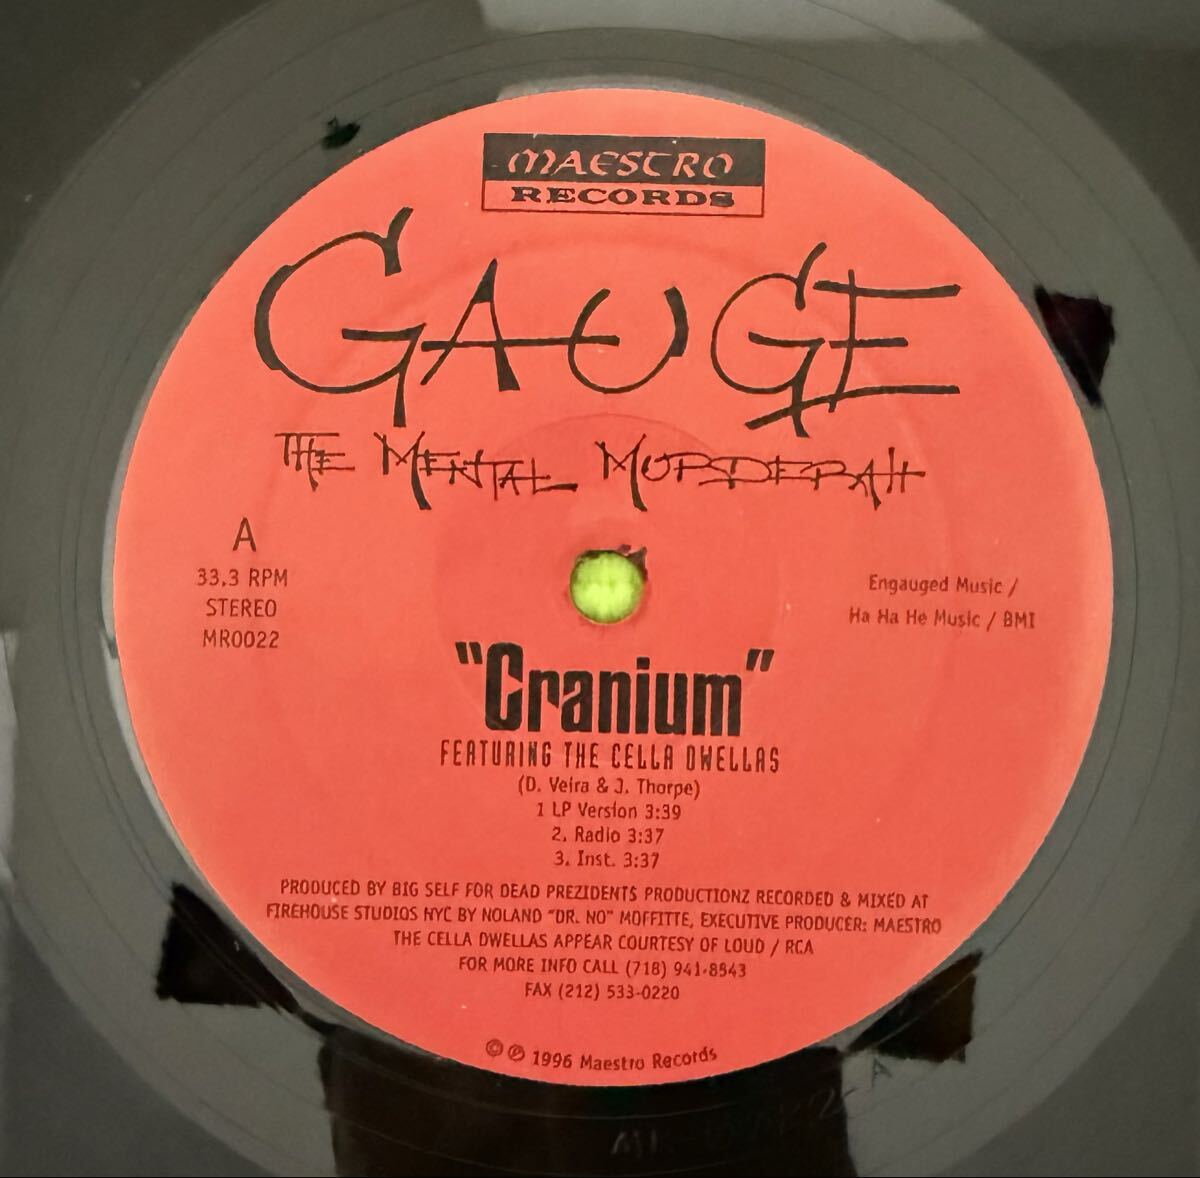 MAESTRO
RECORDS
GAUGE
THE MENTAL MURDERAH
A
33.3 RPM
STEREO
MR0022
Engauged Music /
Ha Ha He Music / BMI
"Cranium"
FEATURING THE CELLA DWELLAS
(D. Veira & J. Thorpe)
1 LP Version 3:39
2. Radio 3:37
3. Inst. 3:37
PRODUCED BY BIG SELF FOR DEAD PREZIDENTS PRODUCTIONZ RECORDED & MIXED AT
FIREHOUSE STUDIOS NYC BY NOLAND "DR. NO" MOFFITTE, EXECUTIVE PRODUCER: MAESTRO
THE CELLA DWELLAS APPEAR COURTESY OF LOUD / RCA
FOR MORE INFO CALL (718) 941-8543
FAX (212) 533-0220
© ℗ 1996 Maestro Records